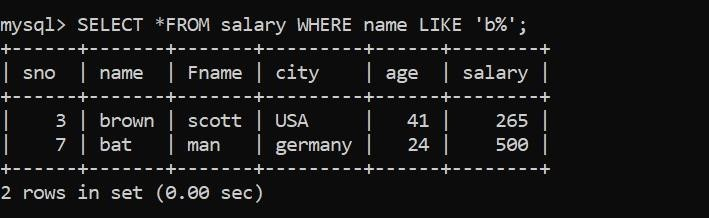 mysql> SELECT *FROM salary WHERE name LIKE 'b%';
+------+-------+-------+---------+------+--------+
| sno  | name  | Fname | city    | age  | salary |
+------+-------+-------+---------+------+--------+
|    3 | brown | scott | USA     |   41 |    265 |
|    7 | bat   | man   | germany |   24 |    500 |
+------+-------+-------+---------+------+--------+
2 rows in set (0.00 sec)